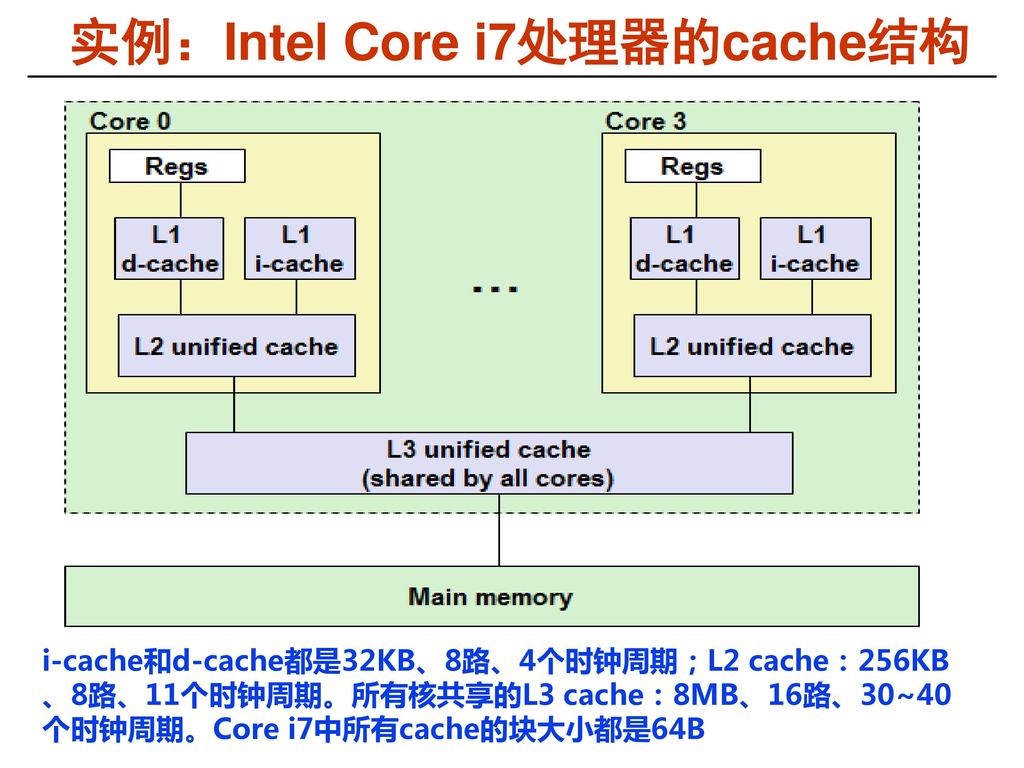 实例：Intel Core i7处理器的cache结构
Core 0
Regs
L1
d-cache
L1
i-cache
L2 unified cache
...
Core 3
Regs
L1
d-cache
L1
i-cache
L2 unified cache
L3 unified cache
(shared by all cores)
Main memory
i-cache和d-cache都是32KB、8路、4个时钟周期；L2 cache：256KB
、8路、11个时钟周期。所有核共享的L3 cache：8MB、16路、30~40
个时钟周期。Core i7中所有cache的块大小都是64B